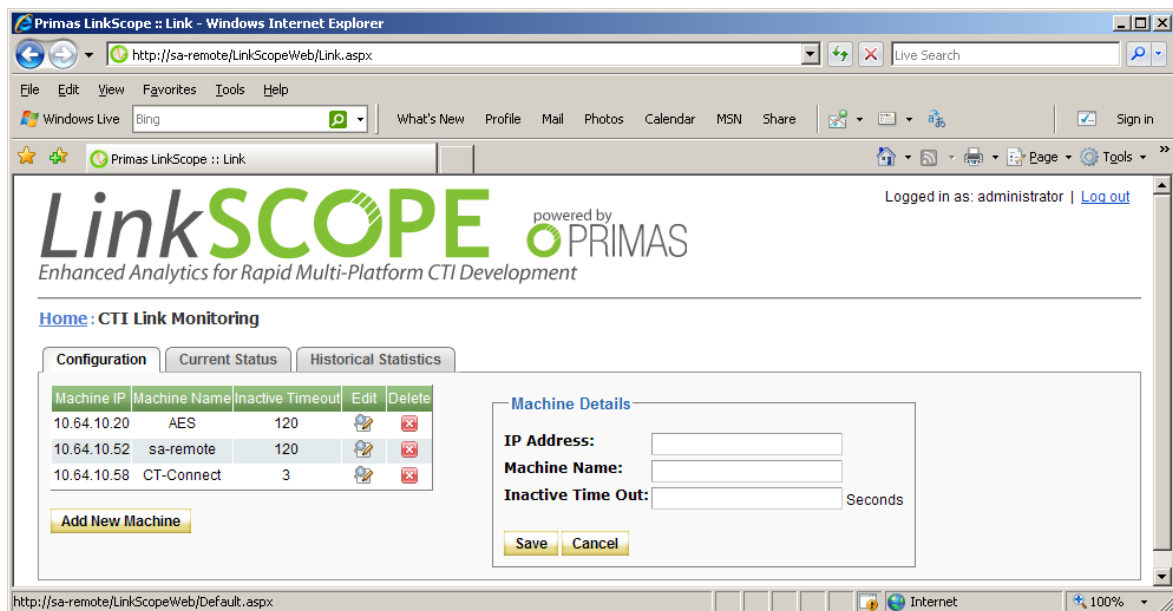 Primas LinkScope :: Link - Windows Internet Explorer
http://sa-remote/LinkScopeWeb/Link.aspx
Live Search
File Edit View Favorites Tools Help
Windows Live Bing What's New Profile Mail Photos Calendar MSN Share Sign in
Primas LinkScope :: Link Page Tools »
Logged in as: administrator | Log out
LinkSCOPE powered by PRIMAS
Enhanced Analytics for Rapid Multi-Platform CTI Development
Home : CTI Link Monitoring
Configuration Current Status Historical Statistics
Machine IP Machine Name Inactive Timeout Edit Delete
10.64.10.20 AES 120
10.64.10.52 sa-remote 120
10.64.10.58 CT-Connect 3
Add New Machine
Machine Details
IP Address:
Machine Name:
Inactive Time Out: Seconds
Save Cancel
http://sa-remote/LinkScopeWeb/Default.aspx Internet 100%